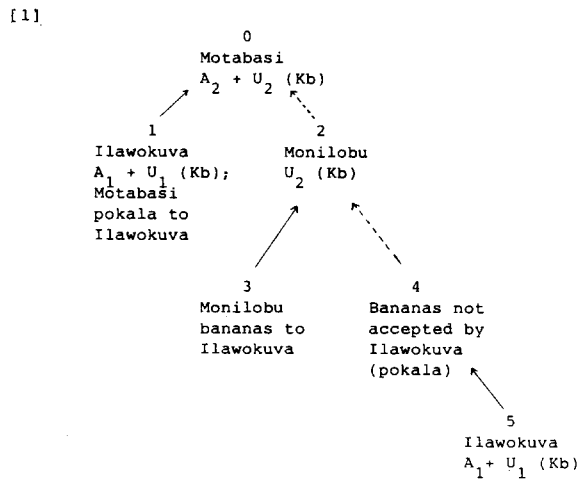 [1]
0
Motabasi
A₂ + U₂ (Kb)
1
Ilawokuva
A₁ + U₁ (Kb);
Motabasi
pokala to
Ilawokuva
2
Monilobu
U₂ (Kb)
3
Monilobu
bananas to
Ilawokuva
4
Bananas not
accepted by
Ilawokuva
(pokala)
5
Ilawokuva
A₁+ U₁ (Kb)